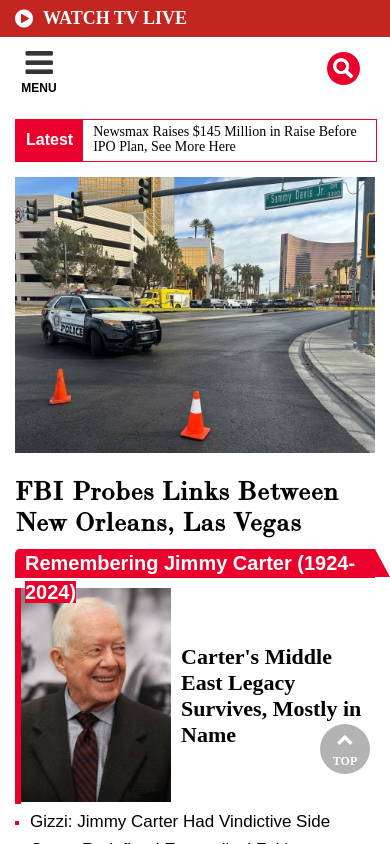 WATCH TV LIVE
MENU
Latest
Newsmax Raises $145 Million in Raise Before
IPO Plan, See More Here
Sammy Davis Jr
POLICE
FBI Probes Links Between
New Orleans, Las Vegas
Remembering Jimmy Carter (1924-
2024)
Carter's Middle
East Legacy
Survives, Mostly in
Name
TOP
Gizzi: Jimmy Carter Had Vindictive Side